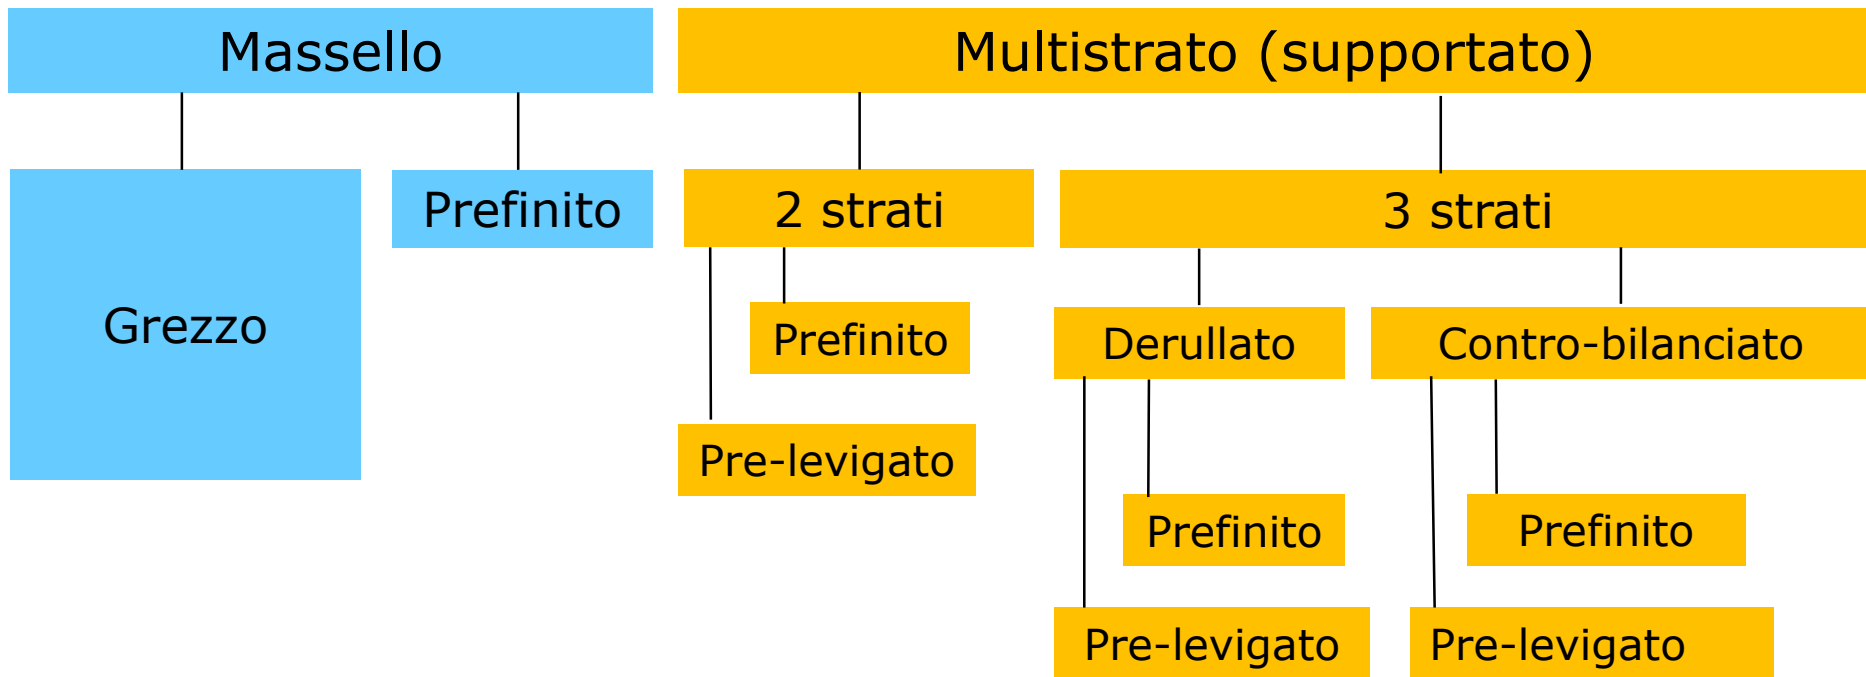 Massello
Multistrato (supportato)
Grezzo
Prefinito
2 strati
3 strati
Prefinito
Pre-levigato
Derullato
Contro-bilanciato
Prefinito
Pre-levigato
Prefinito
Pre-levigato